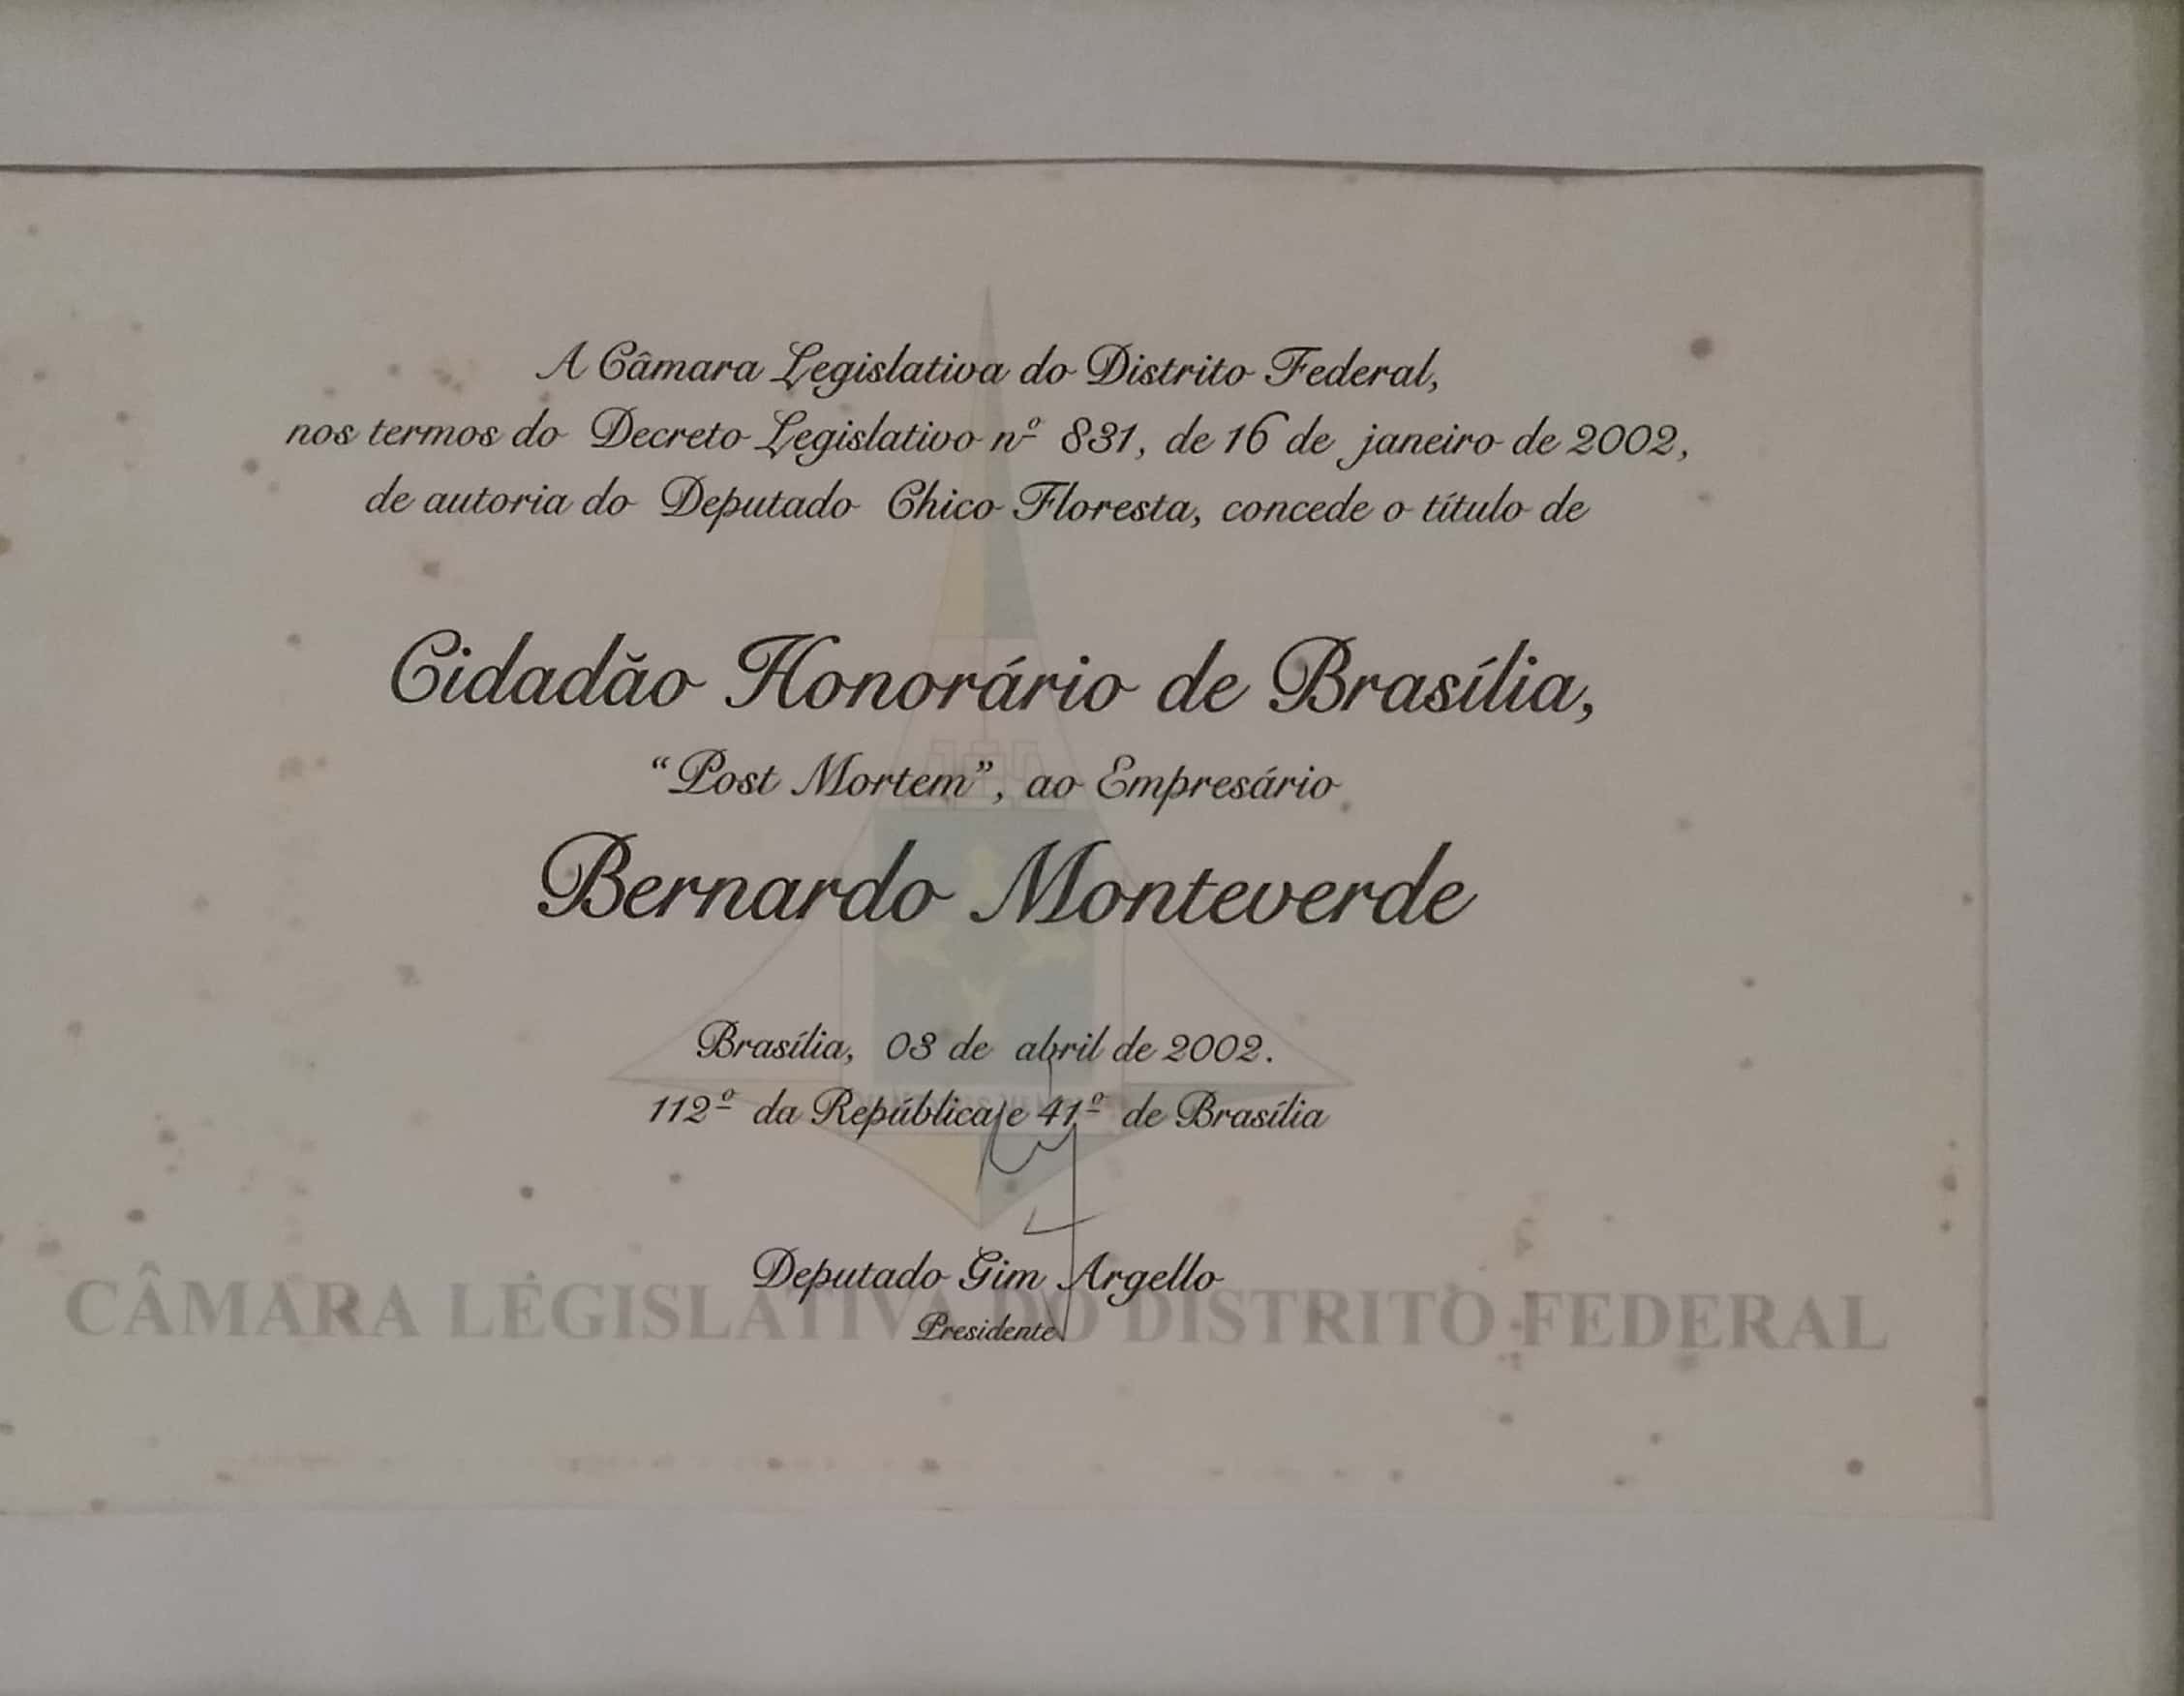 A Câmara Legislativa do Distrito Federal,
nos termos do Decreto Legislativo nº 831, de 16 de janeiro de 2002,
de autoria do Deputado Chico Floresta, concede o título de
Cidadão Honorário de Brasília,
“Post Mortem”, ao Empresário
Bernardo Monteverde
Brasília, 03 de abril de 2002.
112º da República e 41º de Brasília
Deputado Gim Argello
Presidente
CÂMARA LEGISLATIVA DO DISTRITO FEDERAL